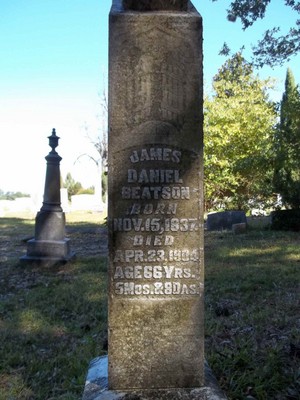 JAMES
DANIEL
BEATSON
BORN
NOV. 15, 1837.
DIED
APR. 23, 1904.
AGE 66 YRS.
5 MOS. & 8 DAS.